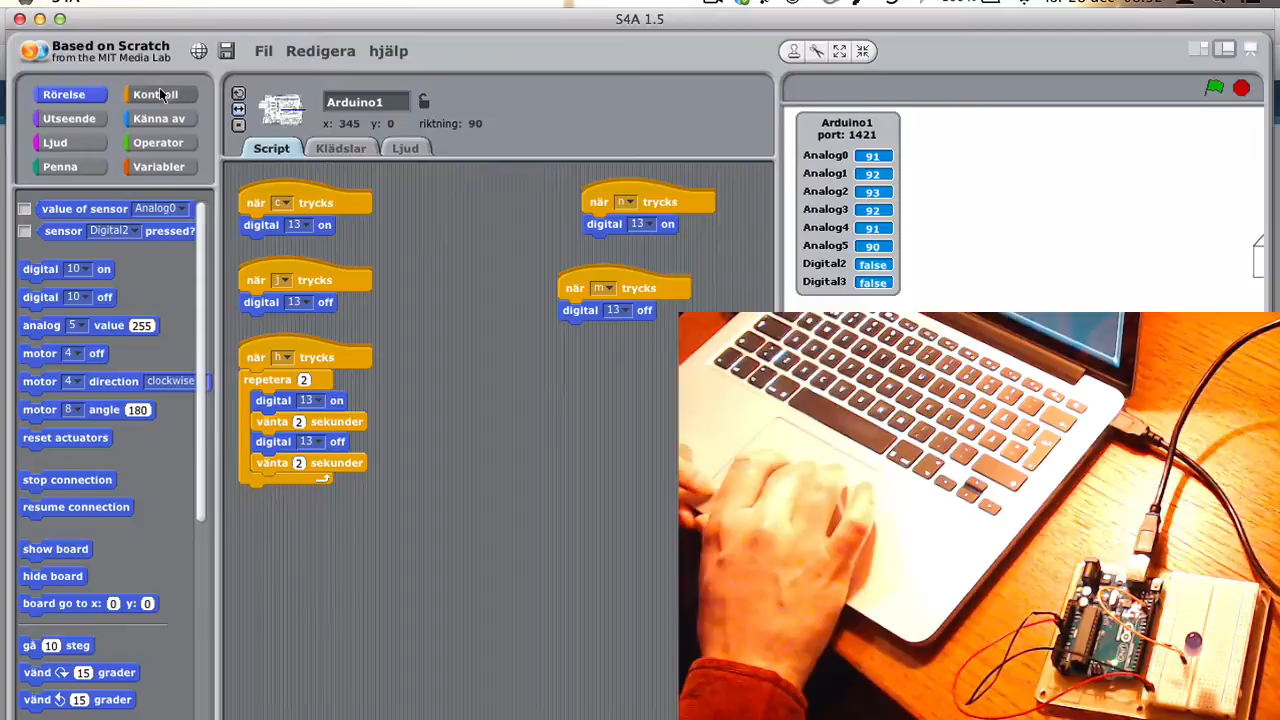 S4A 1.5
Based on Scratch
from the MIT Media Lab
Fil Redigera hjälp
Rörelse
Utseende
Känna av
Ljud
Operator
Penna
Variabler
Arduino1
x: 345 y: 0 riktning: 90
Script Klädslar Ljud
value of sensor Analog0
sensor Digital2 pressed?
digital 10 on
digital 10 off
analog 5 value 255
motor 4 off
motor 4 direction clockwise
motor 8 angle 180
reset actuators
stop connection
resume connection
show board
hide board
board go to x: 0 y: 0
gå 10 steg
vänd 15 grader
vänd 15 grader
när c trycks
digital 13 on
när j trycks
digital 13 off
när h trycks
repetera 2
digital 13 on
vänta 2 sekunder
digital 13 off
vänta 2 sekunder
när n trycks
digital 13 on
när m trycks
digital 13 off
Arduino1
port: 1421
Analog0 91
Analog1 92
Analog2 93
Analog3 92
Analog4 91
Analog5 90
Digital2 false
Digital3 false